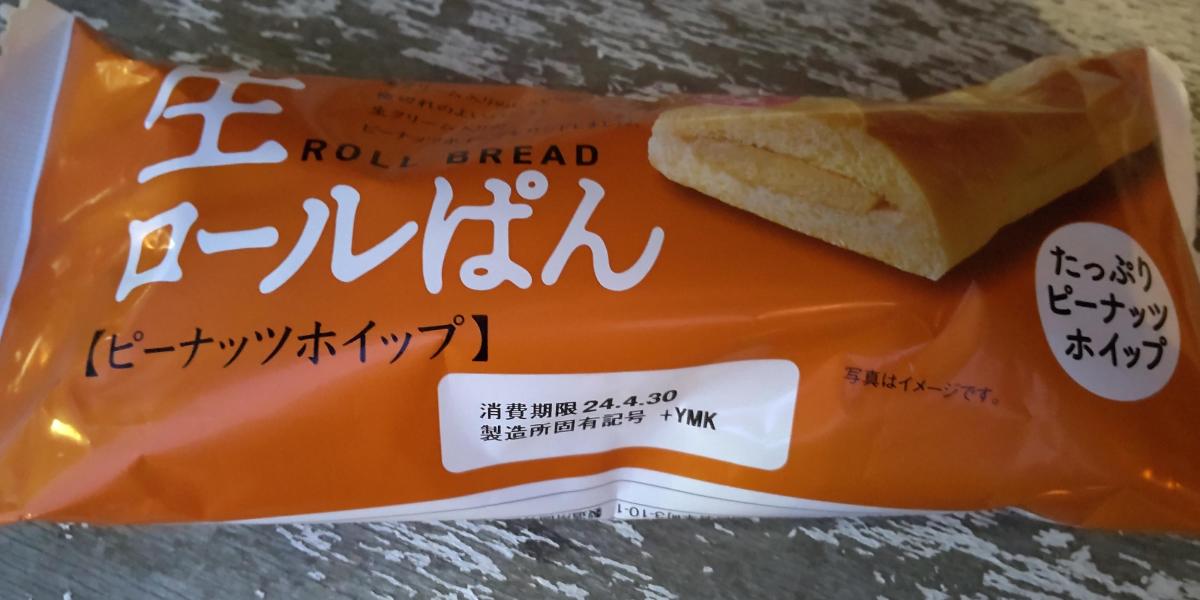 生
ROLL BREAD
ロールぱん
【ピーナッツホイップ】
たっぷり
ピーナッツ
ホイップ
写真はイメージです。
消費期限 24.4.30
製造所固有記号 +YMK